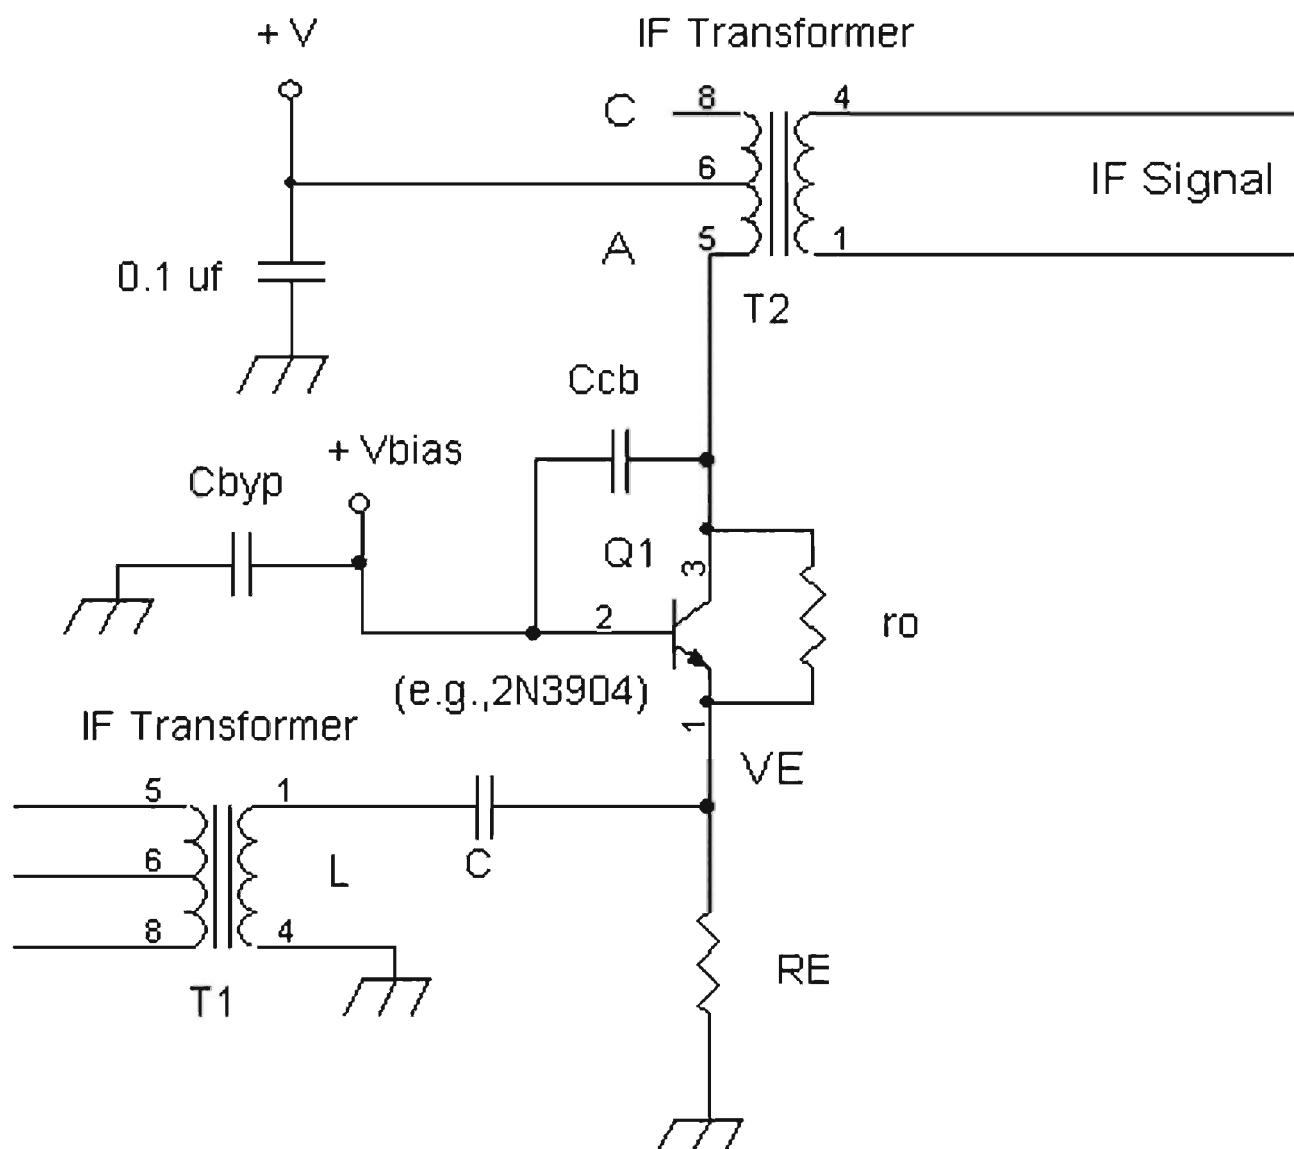 + V
IF Transformer
C
8
4
6
IF Signal
A
5
1
0.1 uf
T2
Ccb
+ Vbias
Cbyp
Q1
3
2
ro
(e.g.,2N3904)
1
IF Transformer
VE
5
1
6
L
C
8
4
RE
T1